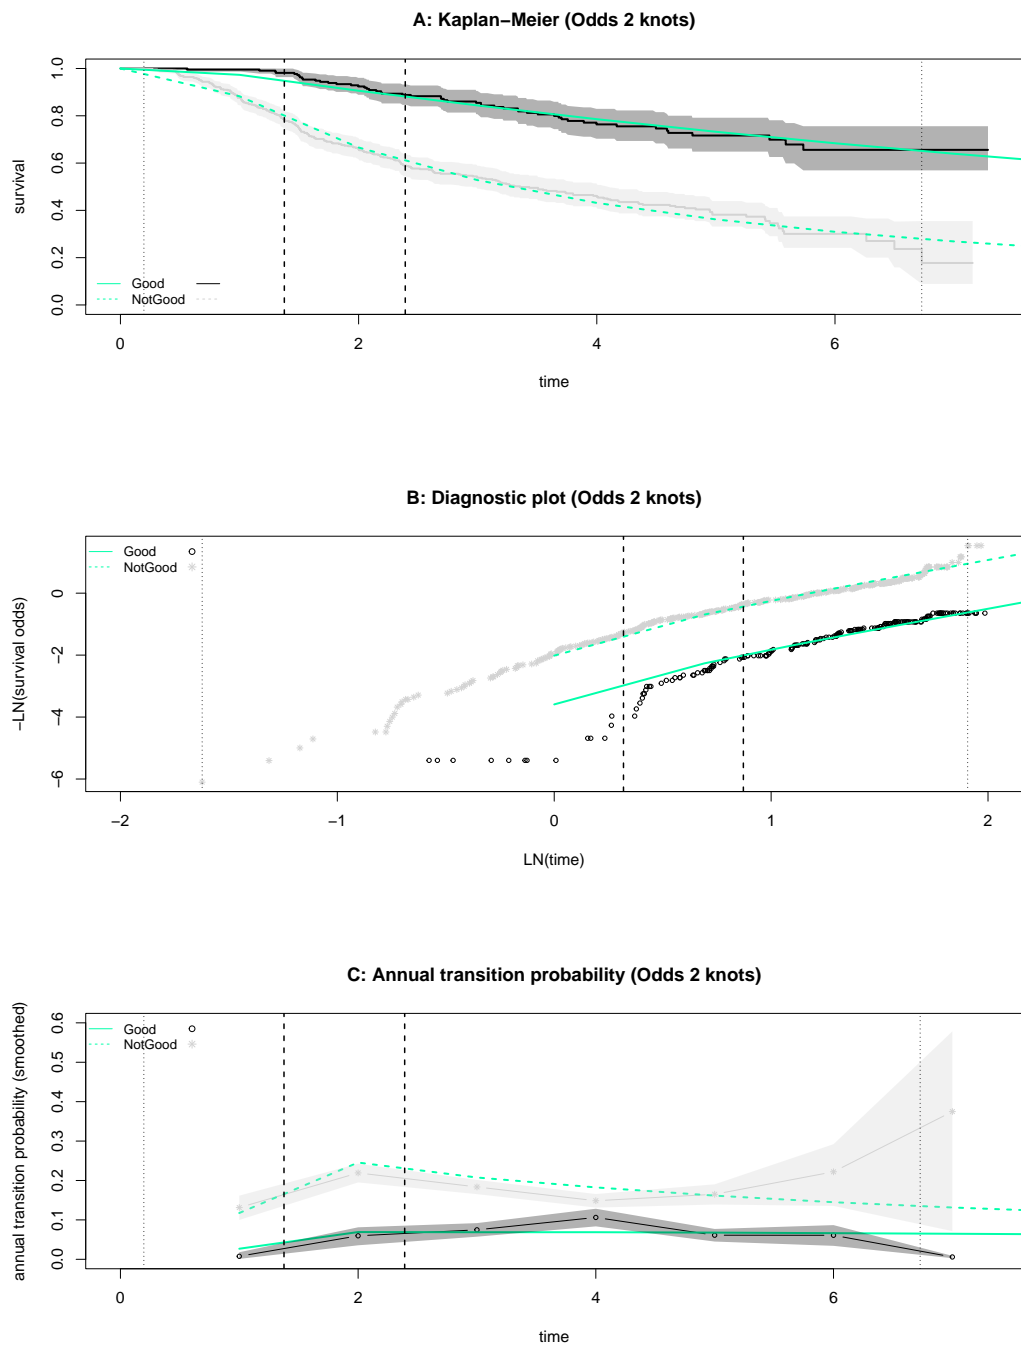 A: Kaplan−Meier (Odds 2 knots)
survival
1.0
0.8
0.6
0.4
0.2
0.0
Good
NotGood
0 2 4 6
time
B: Diagnostic plot (Odds 2 knots)
−LN(survival odds)
Good
NotGood
0
−2
−4
−6
−2 −1 0 1 2
LN(time)
C: Annual transition probability (Odds 2 knots)
annual transition probability (smoothed)
Good
NotGood
0.6
0.5
0.4
0.3
0.2
0.1
0.0
0 2 4 6
time